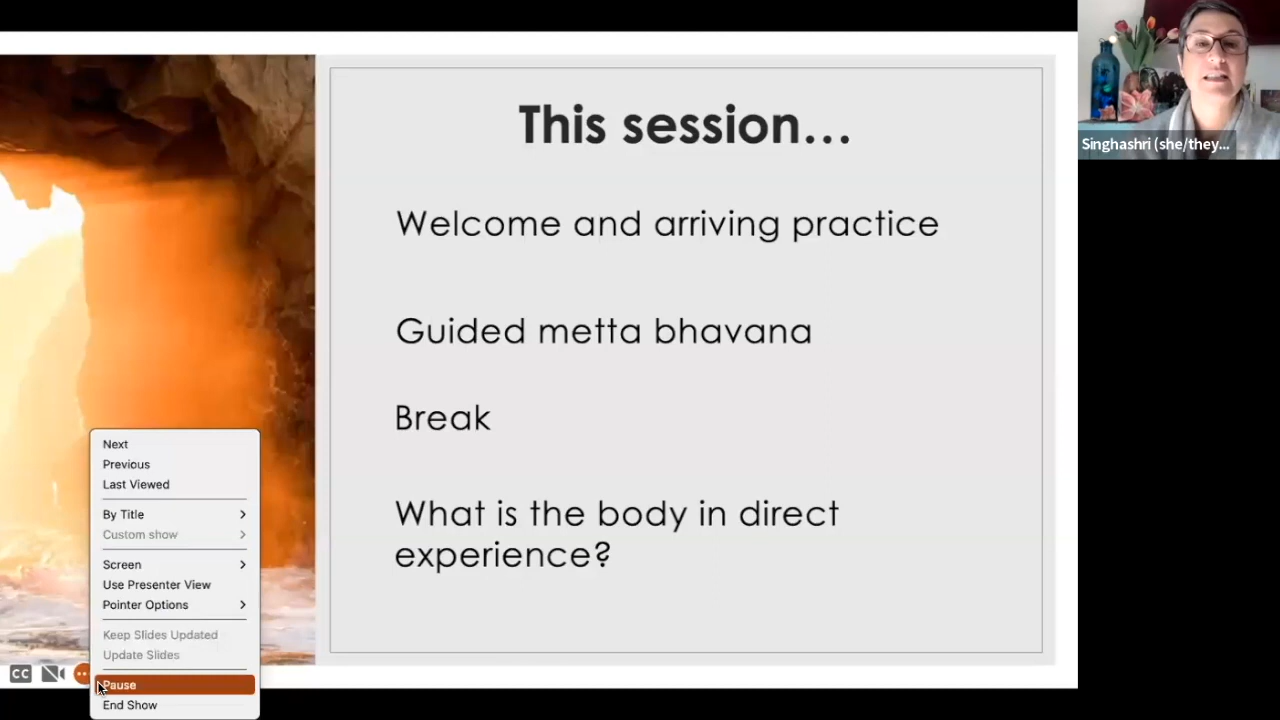 This session...
Singhashri (she/they...
Welcome and arriving practice
Guided metta bhavana
Break
What is the body in direct
experience?
Next
Previous
Last Viewed
By Title
Custom show
Screen
Use Presenter View
Pointer Options
Keep Slides Updated
Update Slides
Pause
End Show
CC